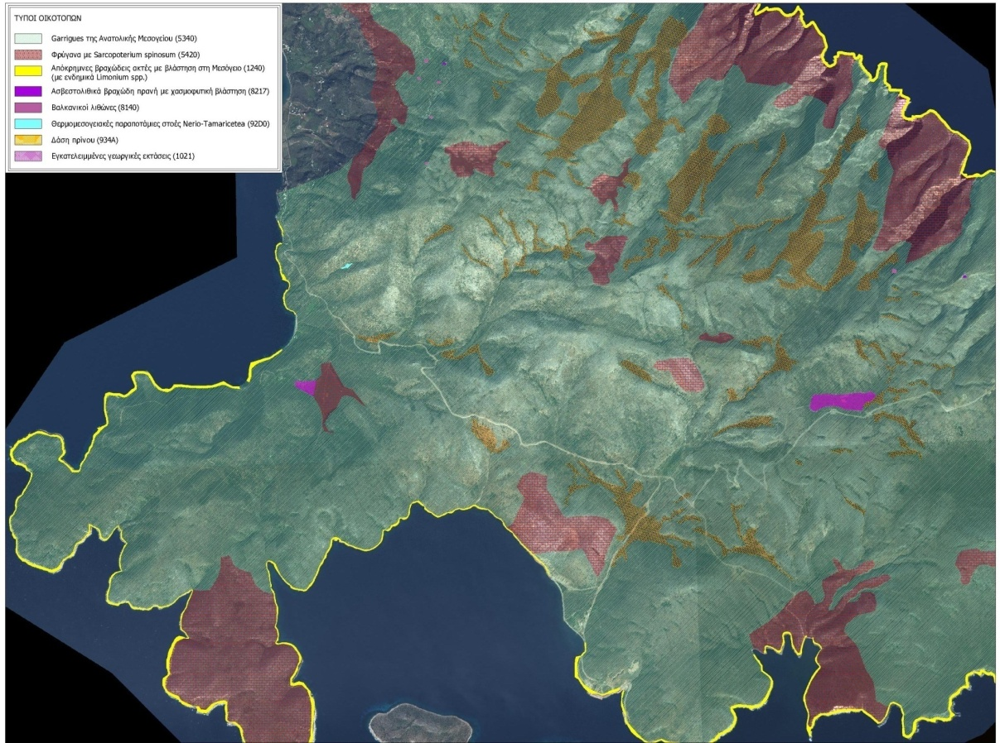 ΤΥΠΟΙ ΟΙΚΟΤΟΠΩΝ
Garrigues της Ανατολικής Μεσογείου (5340)
Φρύγανα με Sarcopoterium spinosum (5420)
Απόκρημνες βραχώδεις ακτές με βλάστηση στη Μεσόγειο (1240)
(με ενδημικά Limonium spp.)
Ασβεστολιθικά βραχώδη πρανή με χασμοφυτική βλάστηση (8217)
Βαλκανικοί λιθώνες (8140)
Θερμομεσογειακές παραποτάμιες στοές Nerio-Tamaricetea (92D0)
Δάση πρίνου (934A)
Εγκατελειμμένες γεωργικές εκτάσεις (1021)